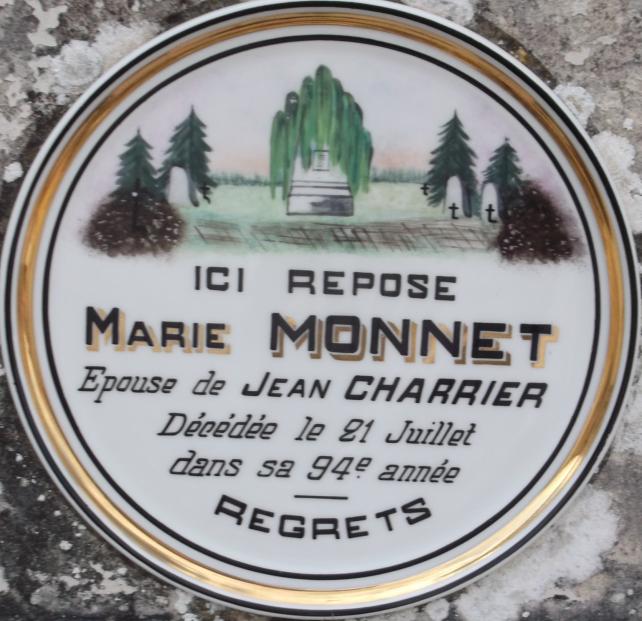 ICI REPOSE
MARIE MONNET
Epouse de JEAN CHARRIER
Décédée le 21 Juillet
dans sa 94e année
REGRETS